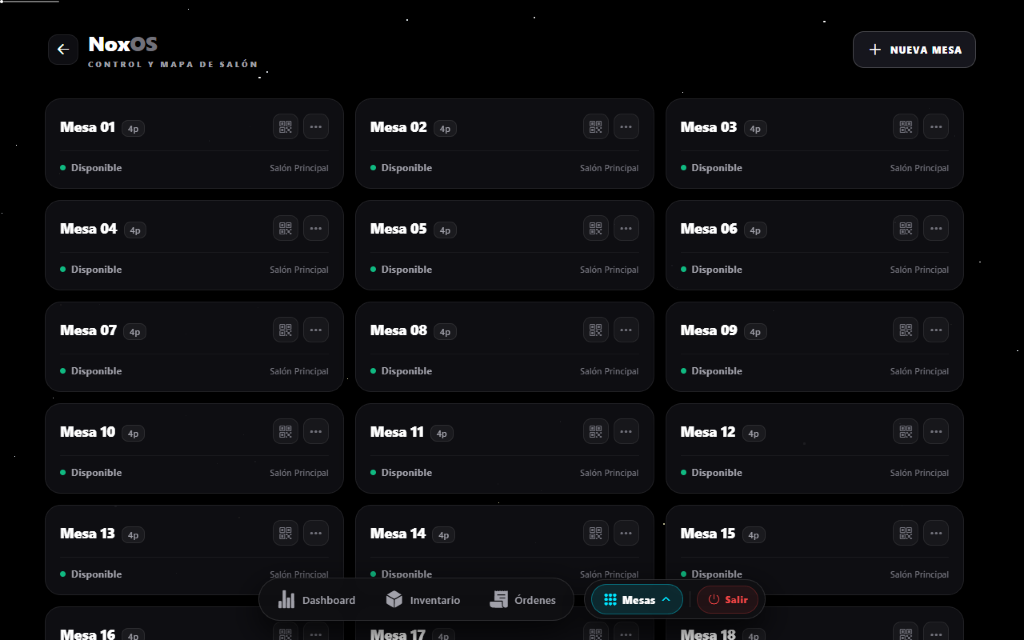 NoxOS
CONTROL Y MAPA DE SALÓN
NUEVA MESA
Mesa 01 4p
Disponible Salón Principal
Mesa 02 4p
Disponible Salón Principal
Mesa 03 4p
Disponible Salón Principal
Mesa 04 4p
Disponible Salón Principal
Mesa 05 4p
Disponible Salón Principal
Mesa 06 4p
Disponible Salón Principal
Mesa 07 4p
Disponible Salón Principal
Mesa 08 4p
Disponible Salón Principal
Mesa 09 4p
Disponible Salón Principal
Mesa 10 4p
Disponible Salón Principal
Mesa 11 4p
Disponible Salón Principal
Mesa 12 4p
Disponible Salón Principal
Mesa 13 4p
Disponible Salón Principal
Mesa 14 4p
Disponible Salón Principal
Mesa 15 4p
Disponible Salón Principal
Mesa 16 4p
Mesa 17 4p
Mesa 18 4p
Dashboard
Inventario
Órdenes
Mesas
Salir